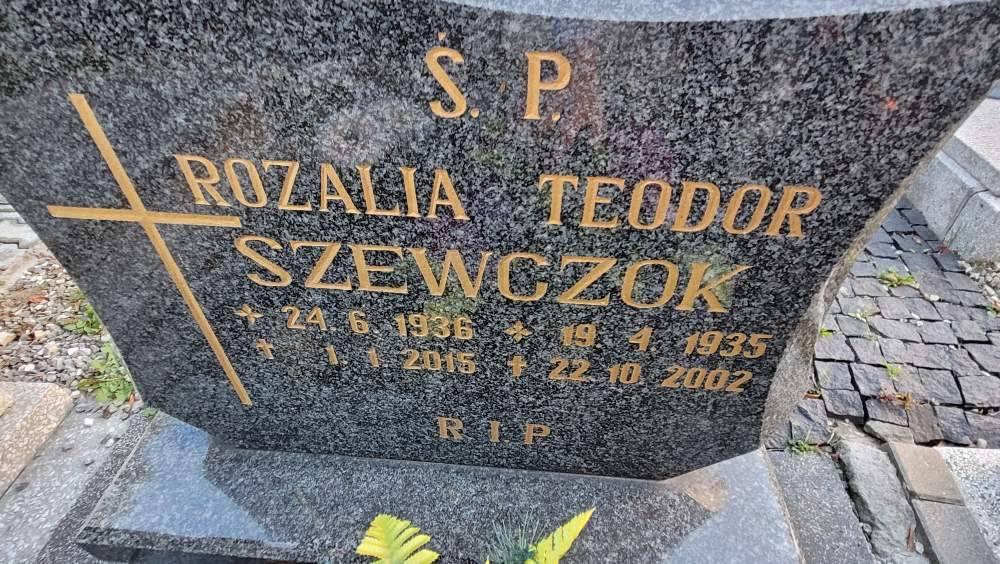 Ś. P.
ROZALIA TEODOR
SZEWCZOK
24 6 1936 19. 4. 1935
1 1 2015 22 10 2002
R I P